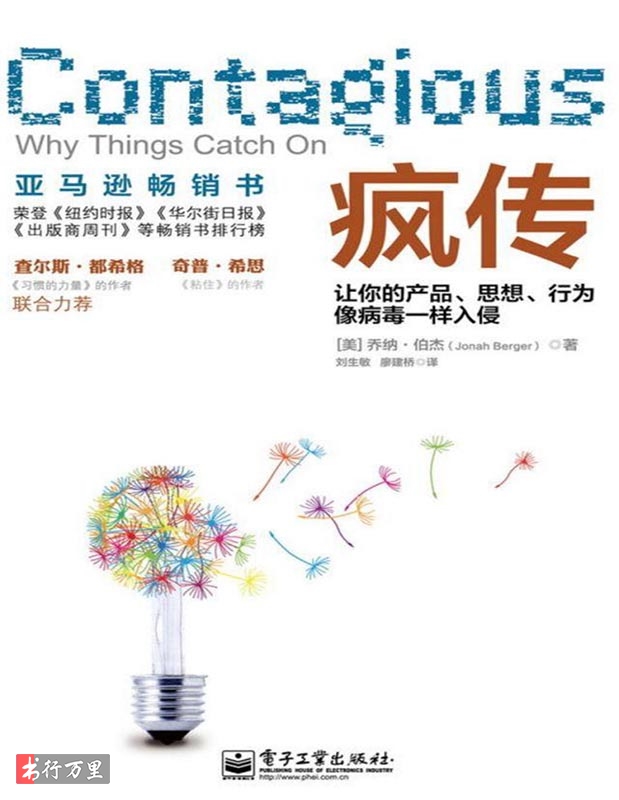 Contagious
Why Things Catch On
亚马逊畅销书
荣登《纽约时报》《华尔街日报》
《出版商周刊》等畅销书排行榜
查尔斯·都希格 奇普·希思
《习惯的力量》的作者 《粘住》的作者
联合力荐
疯传
让你的产品、思想、行为
像病毒一样入侵
[美] 乔纳·伯杰（Jonah Berger） ◎著
刘生敏 廖建桥◎译
书行万里
電子工業出版社·
PUBLISHING HOUSE OF ELECTRONICS INDUSTRY
http://www.phei.com.cn